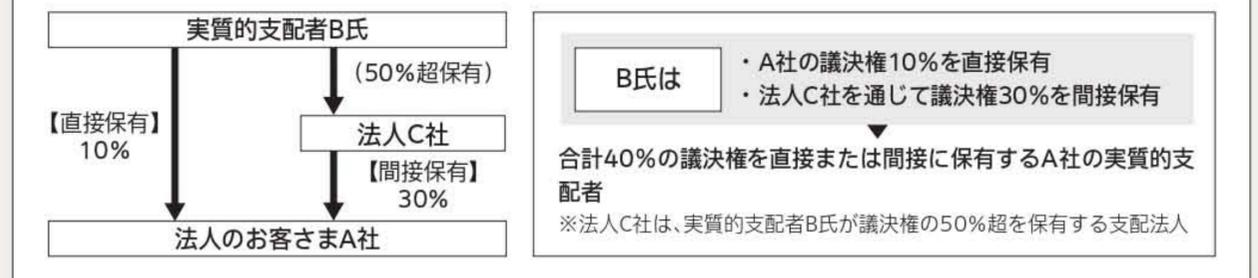 実質的支配者B氏
（50%超保有）
【直接保有】
10%
法人C社
【間接保有】
30%
法人のお客さまA社
B氏は
・A社の議決権10%を直接保有
・法人C社を通じて議決権30%を間接保有
合計40%の議決権を直接または間接に保有するA社の実質的支
配者
※法人C社は、実質的支配者B氏が議決権の50%超を保有する支配法人